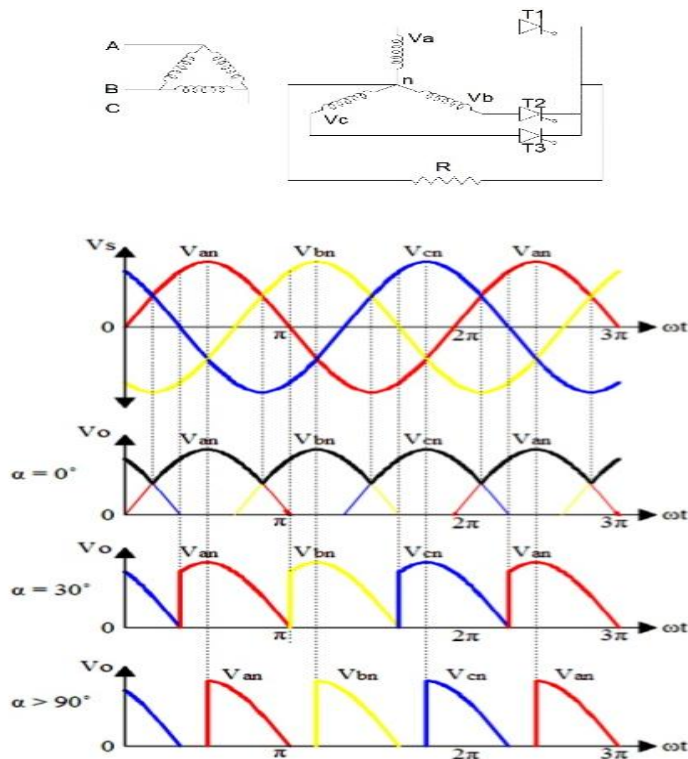 T1
A
Va
n
B
Vb
T2
C
Vc
T3
R
Vs
Van
Vbn
Vcn
Van
0
π
2π
3π
ωt
Vo
Van
Vbn
Vcn
Van
α = 0°
0
π
2π
3π
ωt
Vo
Van
Vbn
Vcn
Van
α = 30°
0
π
2π
3π
ωt
Vo
Van
Vbn
Vcn
Van
α > 90°
0
π
2π
3π
ωt